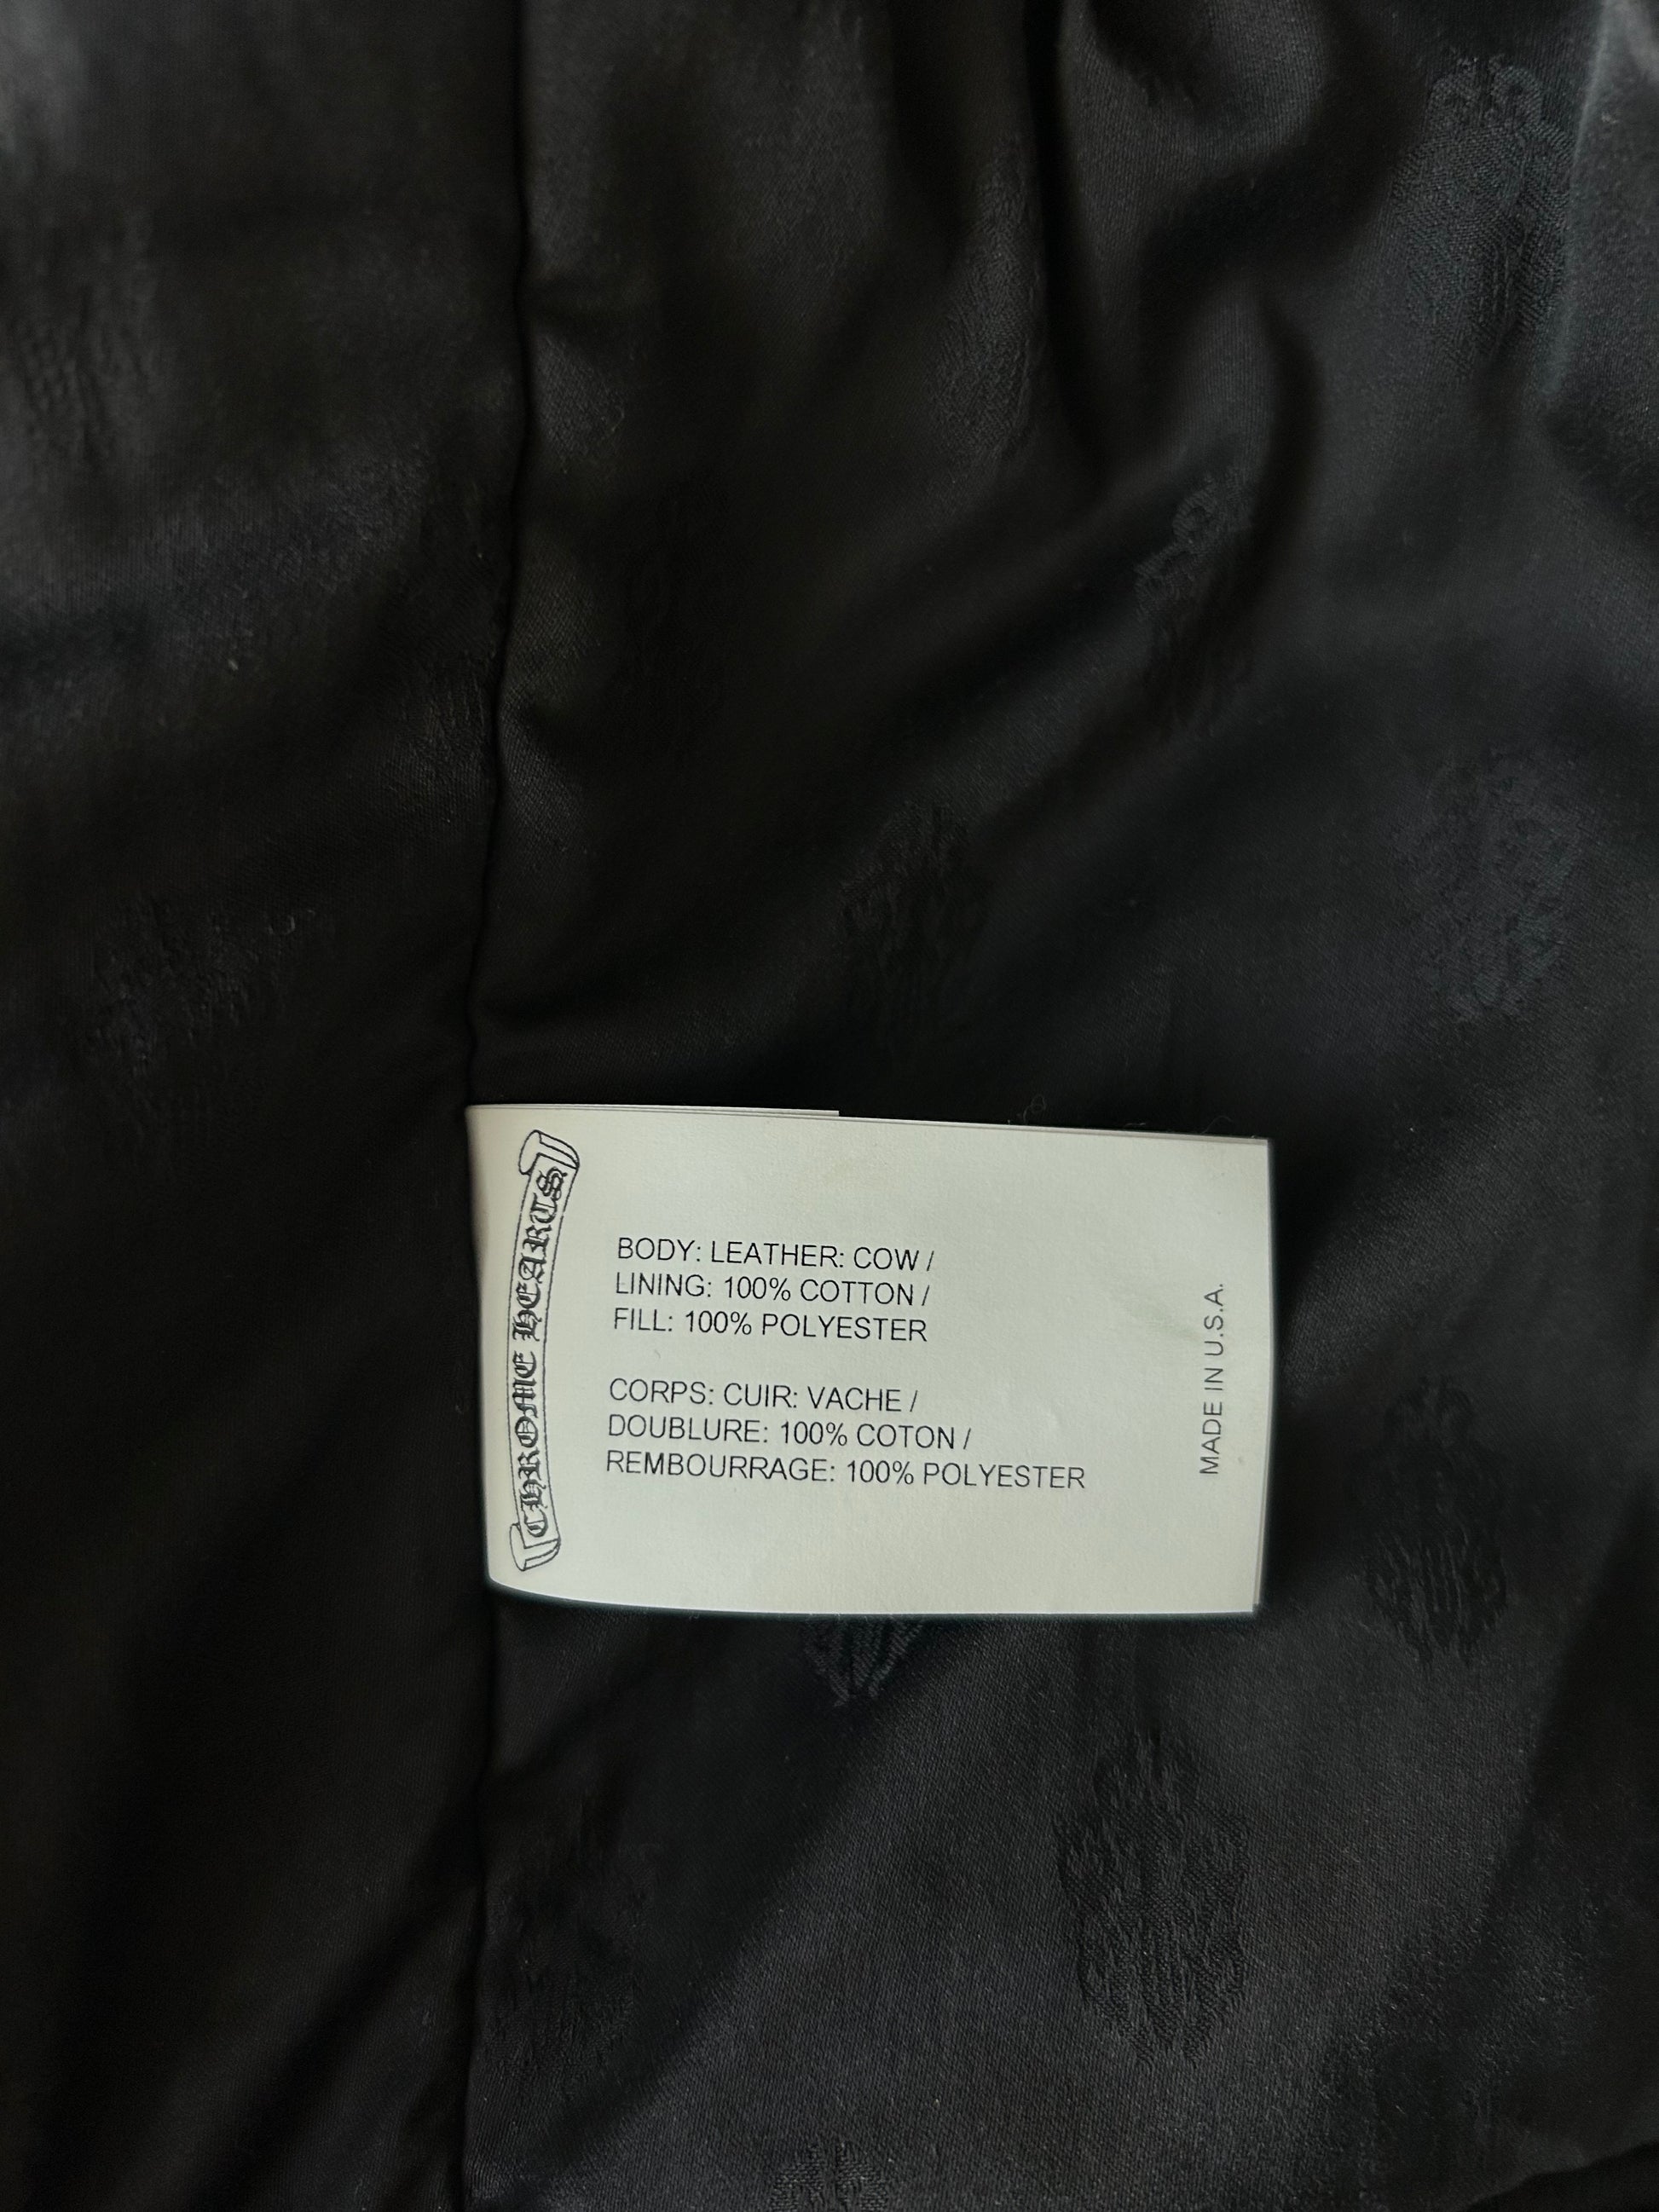 CHROME HEARTS
BODY: LEATHER: COW /
LINING: 100% COTTON /
FILL: 100% POLYESTER
CORPS: CUIR: VACHE /
DOUBLURE: 100% COTON /
REMBOURRAGE: 100% POLYESTER
MADE IN U.S.A.